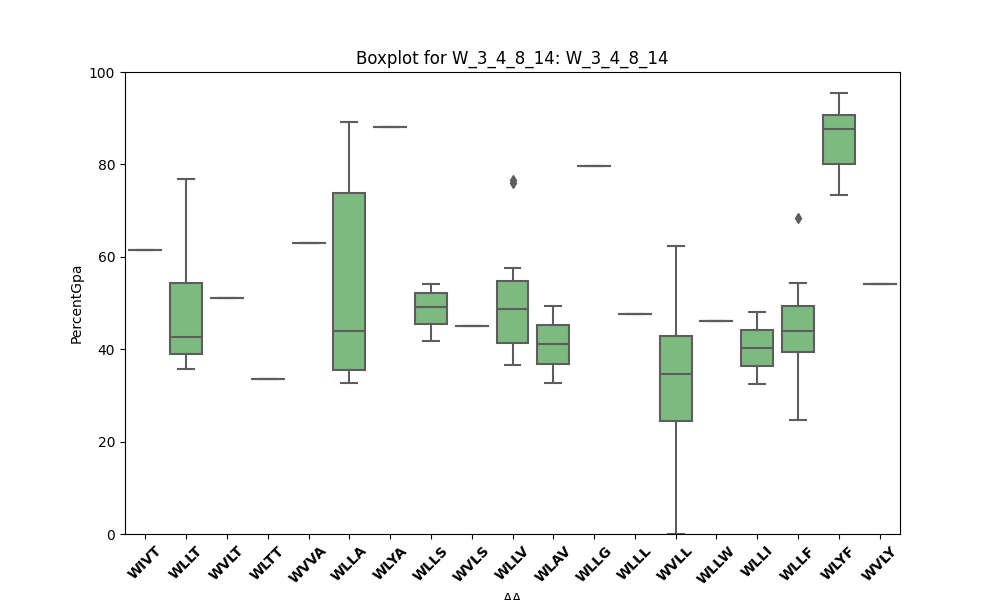 Boxplot for W_3_4_8_14: W_3_4_8_14
100
80
60
40
20
0
PercentGpa
WIVT WLLT WVLT WLTT WVVA WLLA WLYA WLLS WVLS WLLV WLAV WLLG WLLL WVLL WLLW WLLI WLLF WLYF WVLY
AA